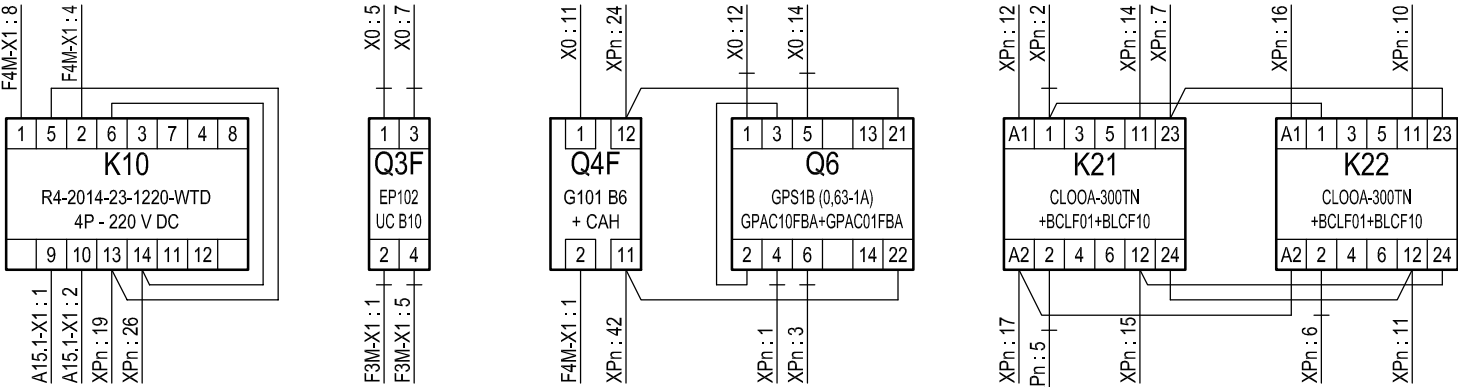 F4M-X1 : 8
F4M-X1 : 4
X0 : 5
X0 : 7
X0 : 11
XPn : 24
X0 : 12
X0 : 14
XPn : 12
XPn : 2
XPn : 14
XPn : 7
XPn : 16
XPn : 10
1 5 2 6 3 7 4 8
K10
R4-2014-23-1220-WTD
4P - 220 V DC
9 10 13 14 11 12
1 3
Q3F
EP102
UC B10
2 4
1 12
Q4F
G101 B6
+ CAH
2 11
1 3 5 13 21
Q6
GPS1B (0,63-1A)
GPAC10FBA+GPAC01FBA
2 4 6 14 22
A1 1 3 5 11 23
K21
CLOOA-300TN
+BCLF01+BLCF10
A2 2 4 6 12 24
A1 1 3 5 11 23
K22
CLOOA-300TN
+BCLF01+BLCF10
A2 2 4 6 12 24
A15.1-X1 : 1
A15.1-X1 : 2
XPn : 19
XPn : 26
F3M-X1 : 1
F3M-X1 : 5
F4M-X1 : 1
XPn : 42
XPn : 1
XPn : 3
XPn : 17
Pn : 5
XPn : 15
XPn : 6
XPn : 11